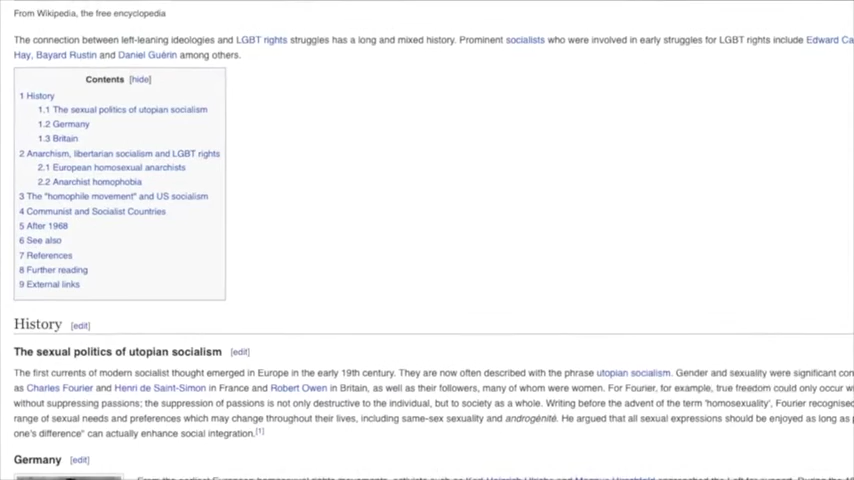 From Wikipedia, the free encyclopedia
The connection between left-leaning ideologies and LGBT rights struggles has a long and mixed history. Prominent socialists who were involved in early struggles for LGBT rights include Edward Ca
Hay, Bayard Rustin and Daniel Guérin among others.
Contents [hide]
1 History
1.1 The sexual politics of utopian socialism
1.2 Germany
1.3 Britain
2 Anarchism, libertarian socialism and LGBT rights
2.1 European homosexual anarchists
2.2 Anarchist homophobia
3 The "homophile movement" and US socialism
4 Communist and Socialist Countries
5 After 1968
6 See also
7 References
8 Further reading
9 External links
History [edit]
The sexual politics of utopian socialism [edit]
The first currents of modern socialist thought emerged in Europe in the early 19th century. They are now often described with the phrase utopian socialism. Gender and sexuality were significant con
as Charles Fourier and Henri de Saint-Simon in France and Robert Owen in Britain, as well as their followers, many of whom were women. For Fourier, for example, true freedom could only occur w
without suppressing passions; the suppression of passions is not only destructive to the individual, but to society as a whole. Writing before the advent of the term 'homosexuality', Fourier recognised
range of sexual needs and preferences which may change throughout their lives, including same-sex sexuality and androgénité. He argued that all sexual expressions should be enjoyed as long as p
one's difference" can actually enhance social integration.[1]
Germany [edit]